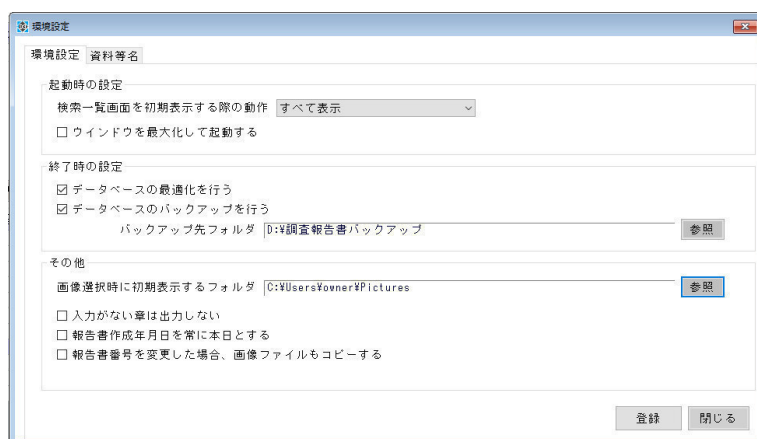 環境設定
環境設定 資料等名
起動時の設定
検索一覧画面を初期表示する際の動作 すべて表示
ウインドウを最大化して起動する
終了時の設定
データベースの最適化を行う
データベースのバックアップを行う
バックアップ先フォルダ D:¥調査報告書バックアップ 参照
その他
画像選択時に初期表示するフォルダ C:¥Users¥owner¥Pictures 参照
入力がない章は出力しない
報告書作成年月日を常に本日とする
報告書番号を変更した場合、画像ファイルもコピーする
登録 閉じる